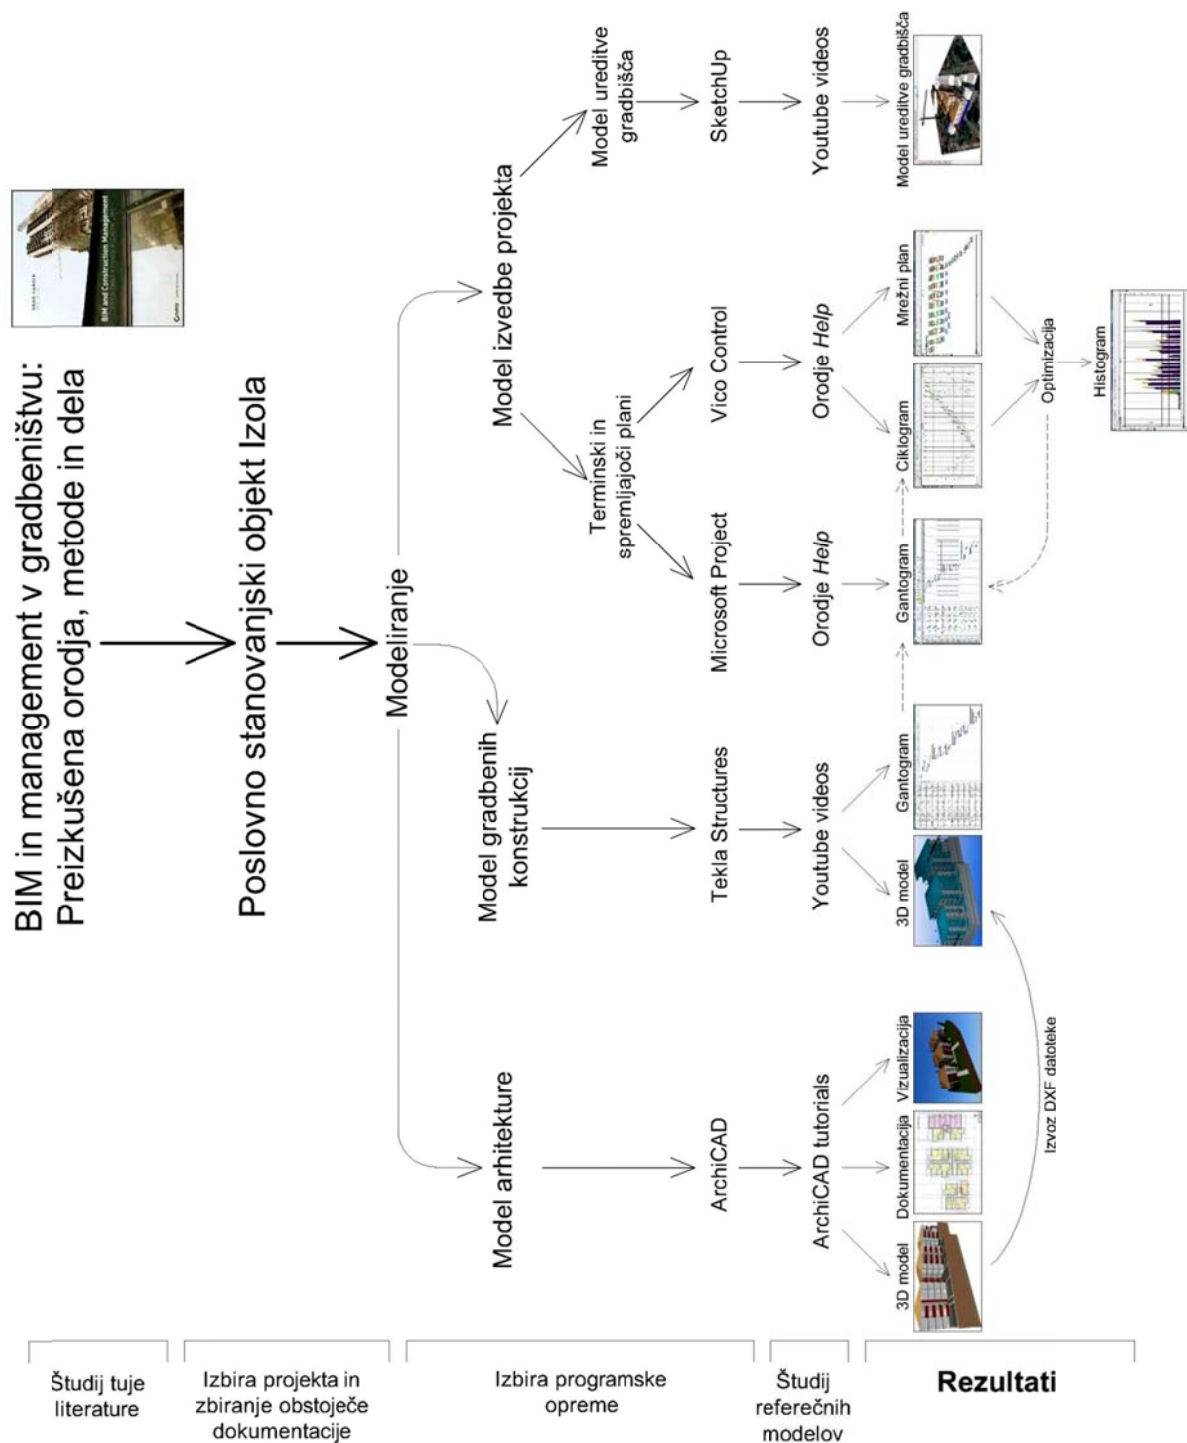 BIM in management v gradbeništvu:
Preizkušena orodja, metode in dela
BIM and Construction Management
Poslovno stanovanjski objekt Izola
Modeliranje
Model arhitekture
Model gradbenih
konstrukcij
Model izvedbe projekta
Terminski in
spremljajoči plani
Model ureditve
gradbišča
ArchiCAD
Tekla Structures
Microsoft Project
Vico Control
SketchUp
ArchiCAD tutorials
Youtube videos
Orodje Help
Orodje Help
Youtube videos
3D model
Dokumentacija
Vizualizacija
3D model
Gantogram
Gantogram
Ciklogram
Mrežni plan
Model ureditve gradbišča
Izvoz DXF datoteke
Optimizacija
Histogram
Študij tuje
literature
Izbira projekta in
zbiranje obstoječe
dokumentacije
Izbira programske
opreme
Študij
referečnih
modelov
Rezultati